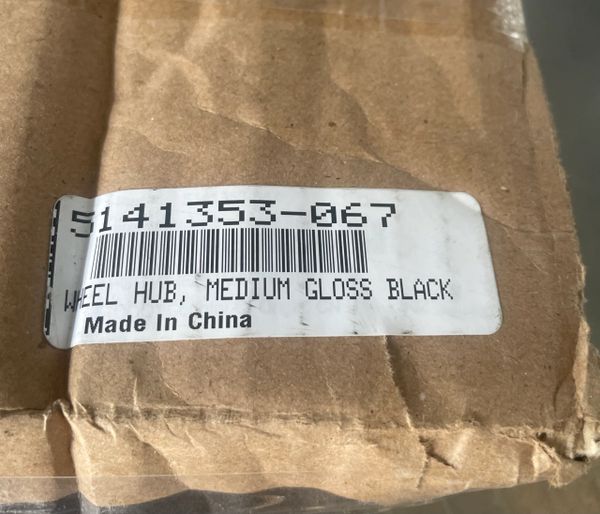 5141353-067
WHEEL HUB, MEDIUM GLOSS BLACK
Made In China